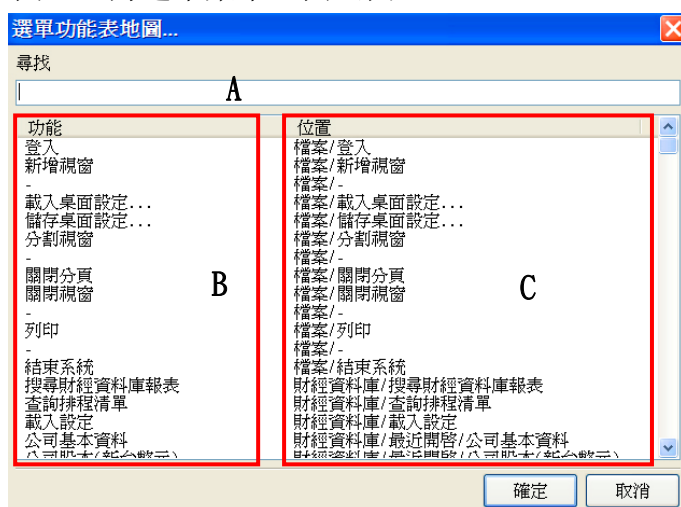 選單功能表地圖...
尋找
A
功能 位置
登入 檔案/登入
新增視窗 檔案/新增視窗
- 檔案/-
載入桌面設定... 檔案/載入桌面設定...
儲存桌面設定... 檔案/儲存桌面設定...
分割視窗 檔案/分割視窗
- 檔案/-
關閉分頁 檔案/關閉分頁
關閉視窗 檔案/關閉視窗
B C
- 檔案/-
列印 檔案/列印
- 檔案/-
結束系統 檔案/結束系統
搜尋財經資料庫報表 財經資料庫/搜尋財經資料庫報表
查詢排程清單 財經資料庫/查詢排程清單
載入設定 財經資料庫/載入設定
公司基本資料 財經資料庫/最近開啓/公司基本資料
確定 取消